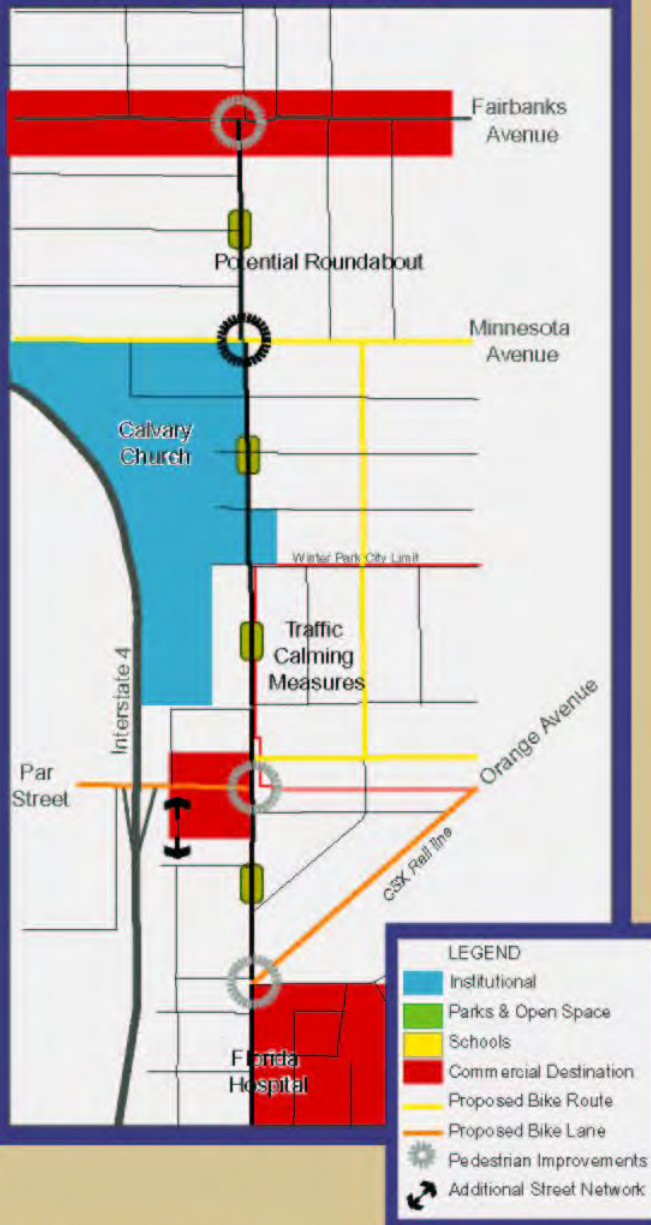 Fairbanks
Avenue
Potential Roundabout
Minnesota
Avenue
Calvary
Church
Winter Park City Limit
Traffic
Calming
Measures
Interstate 4
Orange Avenue
Par
Street
CSX Rail line
Florida
Hospital
LEGEND
Institutional
Parks & Open Space
Schools
Commercial Destination
Proposed Bike Route
Proposed Bike Lane
Pedestrian Improvements
Additional Street Network